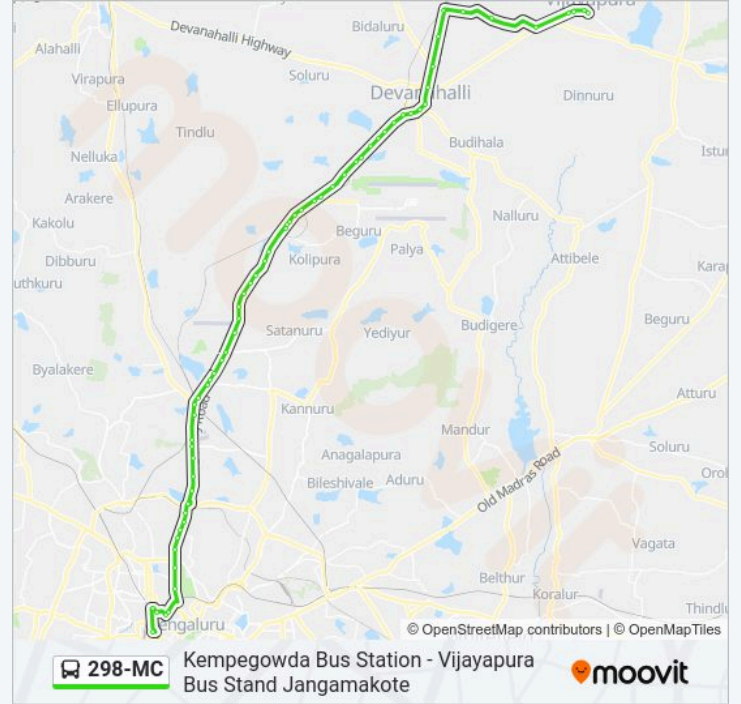 Vijayapura
Alahalli
Devanahalli Highway
Bidaluru
Virapura
Soluru
Devanahalli
Ellupura
Dinnuru
Tindlu
Budihala
Nelluka
Istur
Arakere
Nalluru
Kakolu
Beguru
Palya
Dibburu
Kolipura
Attibele
Karap
uthkuru
Satanuru
Yediyur
Budigere
Beguru
Byalakere
Atturu
Kannuru
Road
Mandur
Soluru
Anagalapura
Bileshivale
Aduru
Old Madras Road
Orol
Vagata
Belthur
Koralur
Thindlu
Bengaluru
moovit
© OpenStreetMap contributors | © OpenMapTiles
298-MC
Kempegowda Bus Station - Vijayapura
Bus Stand Jangamakote
moovit